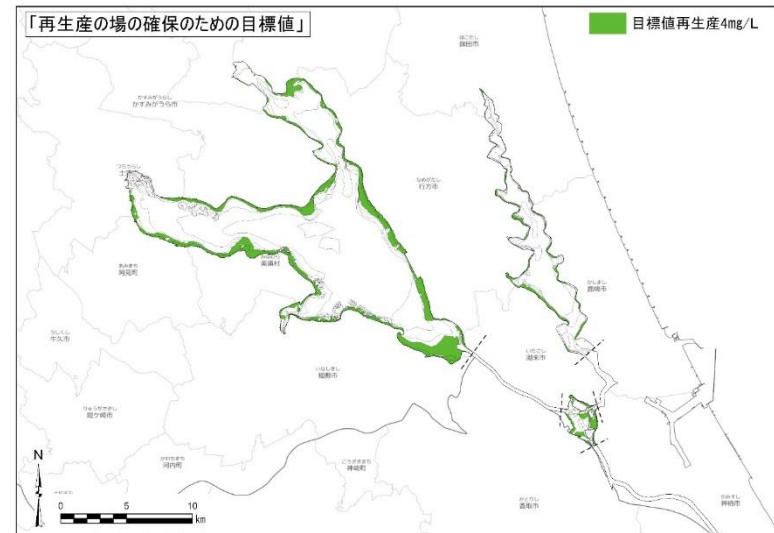 「再生産の場の確保のための目標値」
目標値再生産4mg/L
ほこたし
鉾田市
かすみがうらし
かすみがうら市
つちうらし
なめがたし
行方市
あみまち
阿見町
みほむら
美浦村
かしまし
鹿嶋市
うしくし
牛久市
いたこし
潮来市
いなしきし
稲敷市
りゅうがさきし
龍ケ崎市
かわちまち
河内町
こうざきまち
神崎町
かとりし
香取市
かみすし
神栖市
N
0 5 10
km